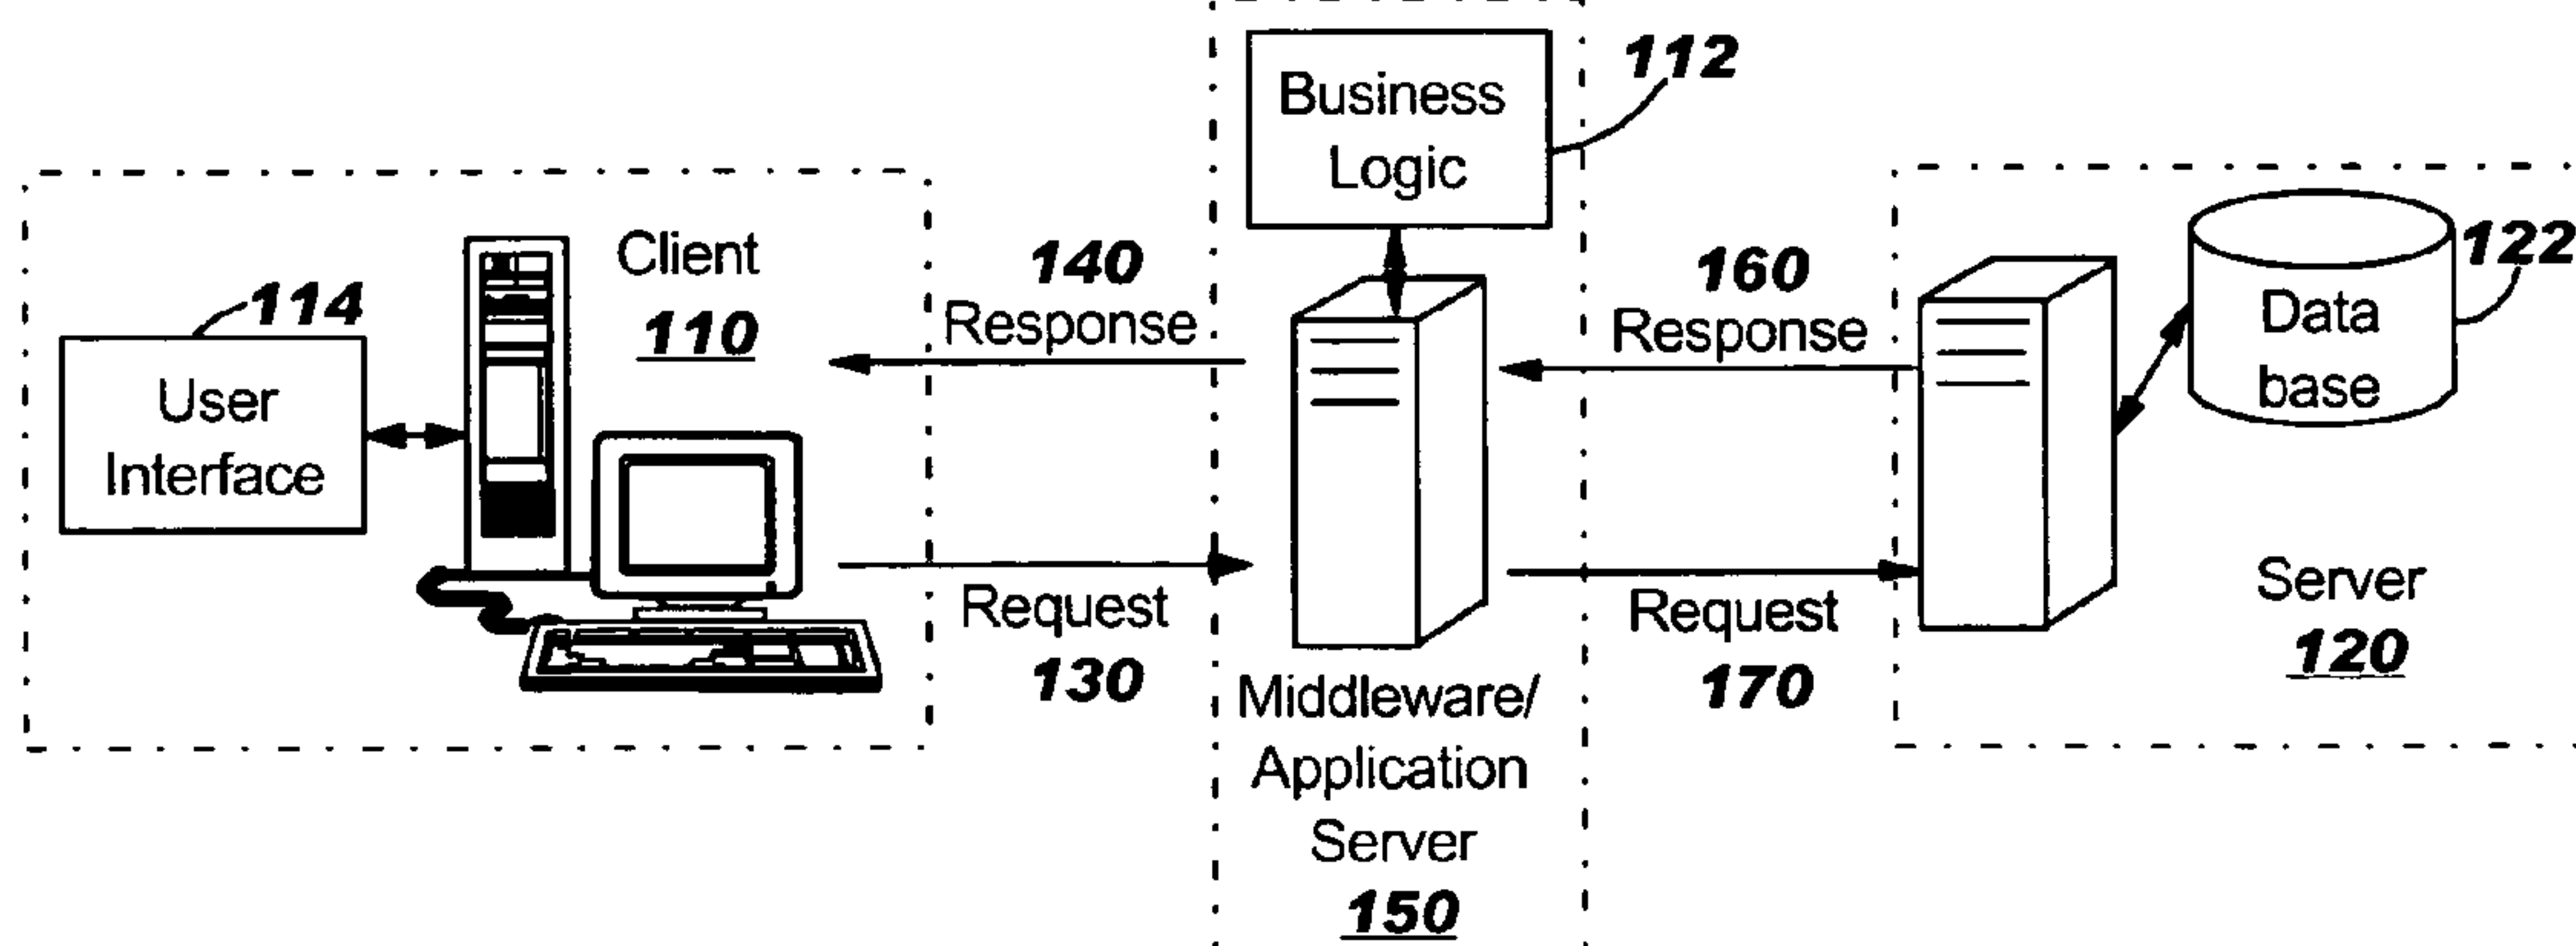 Business
Logic
112
Client
110
114
User
Interface
140
Response
Request
130
Middleware/
Application
Server
150
160
Response
Request
170
Data
base
122
Server
120